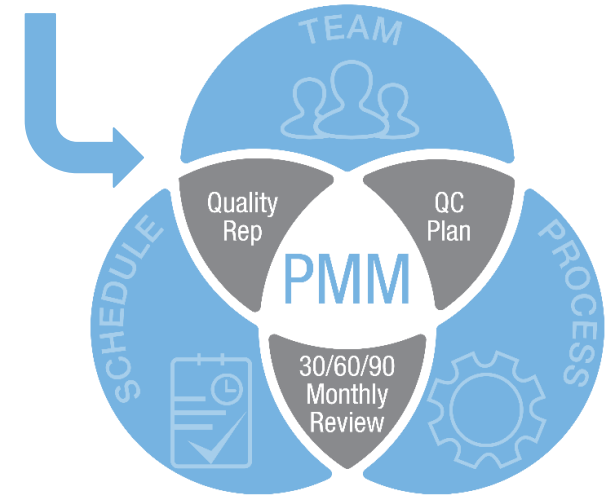 TEAM
Quality
Rep
QC
Plan
PMM
SCHEDULE
PROCESS
30/60/90
Monthly
Review